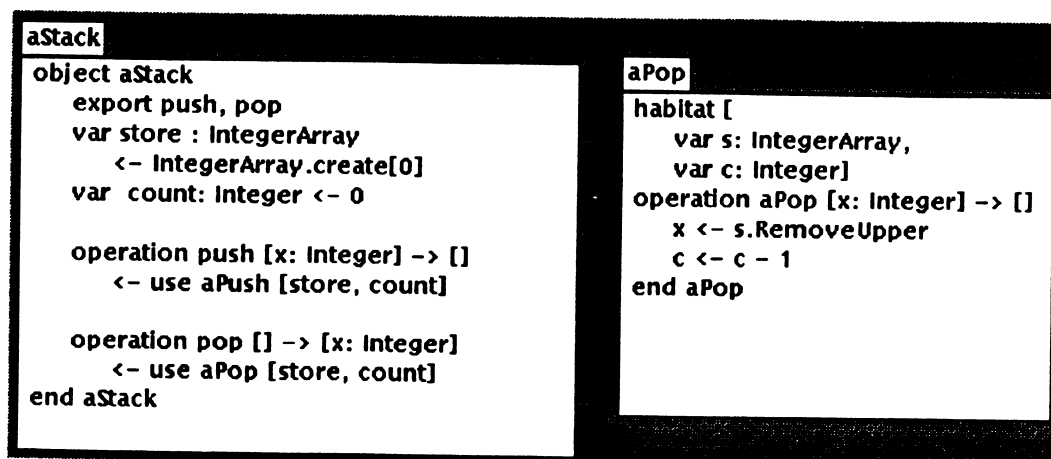 aStack
object aStack
export push, pop
var store : IntegerArray
<- IntegerArray.create[0]
var count: Integer <- 0
operation push [x: Integer] -> []
<- use aPush [store, count]
operation pop [] -> [x: Integer]
<- use aPop [store, count]
end aStack
aPop
habitat [
var s: IntegerArray,
var c: Integer]
operation aPop [x: Integer] -> []
x <- s.RemoveUpper
c <- c - 1
end aPop